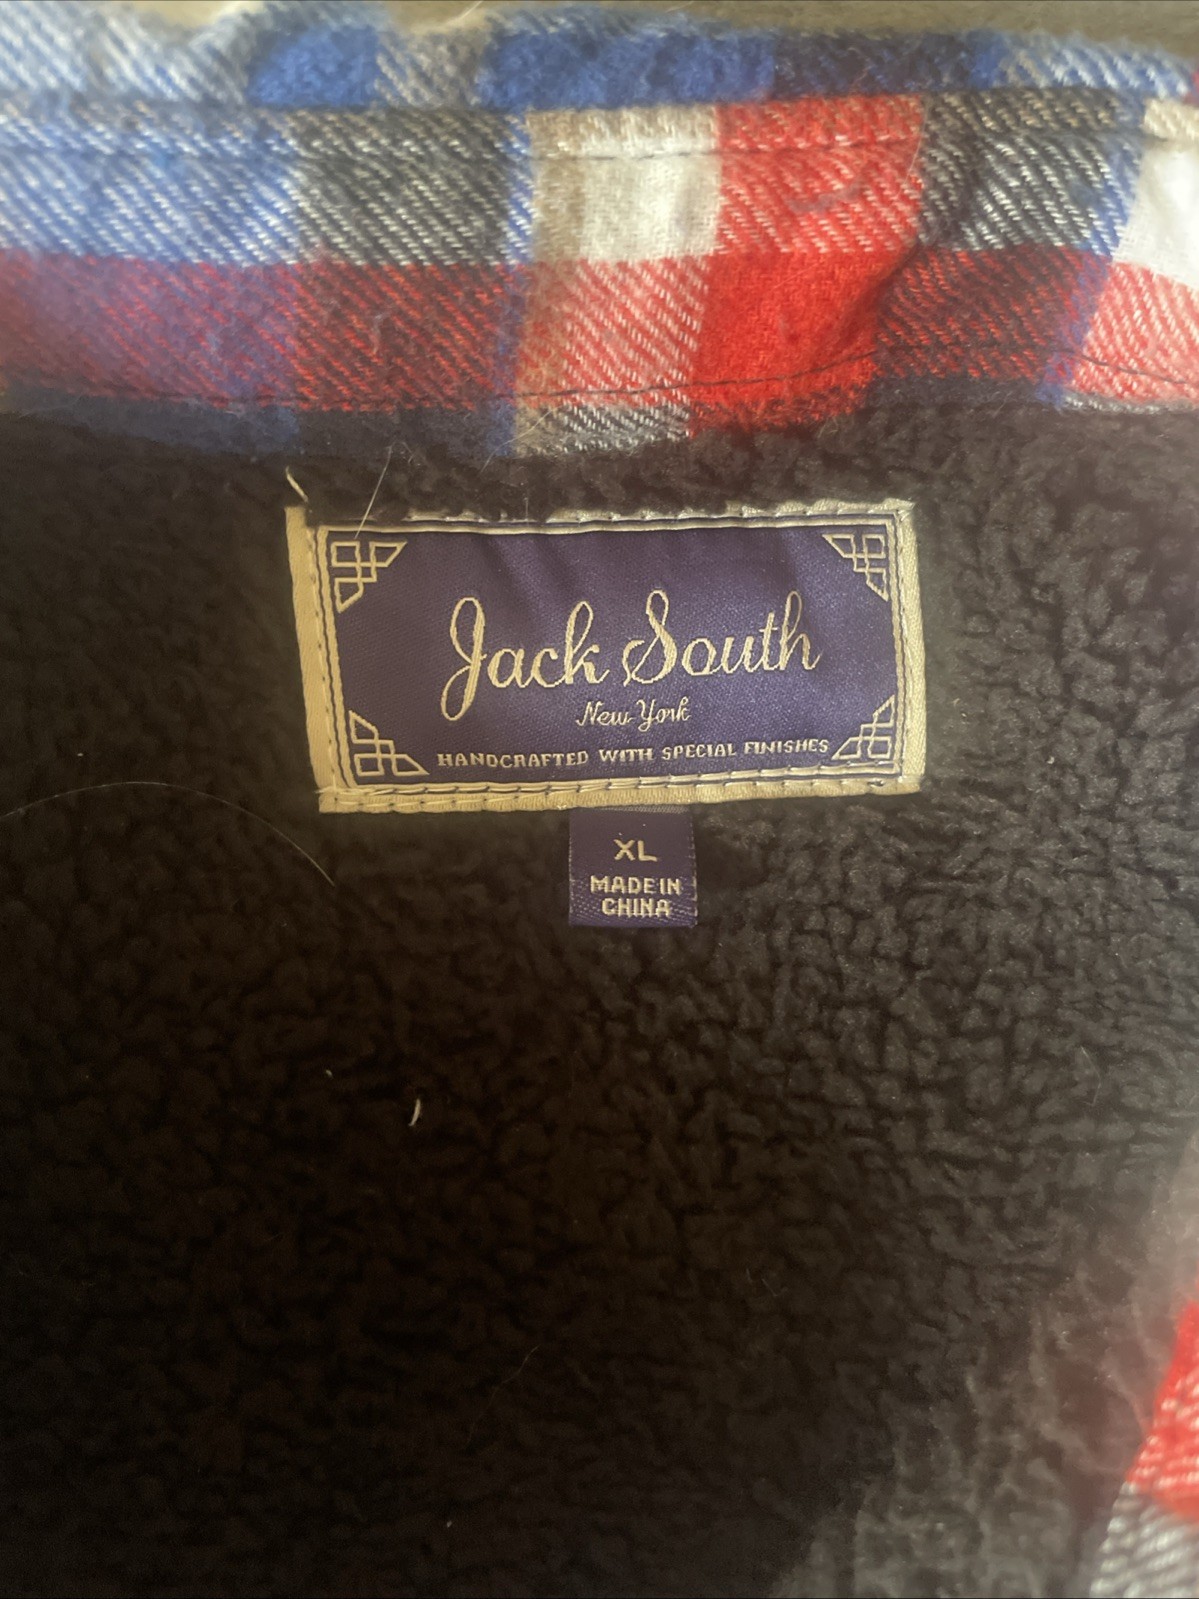 Jack South
New York
HANDCRAFTED WITH SPECIAL FINISHES
XL
MADE IN
CHINA